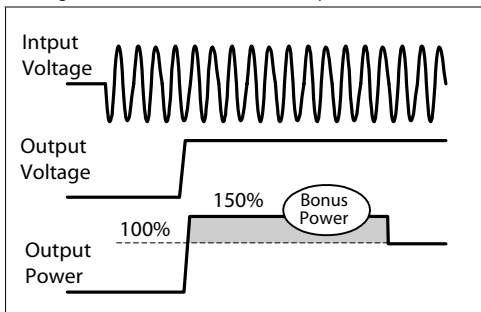 Intput
Voltage
Output
Voltage
150%
Bonus
Power
100%
Output
Power